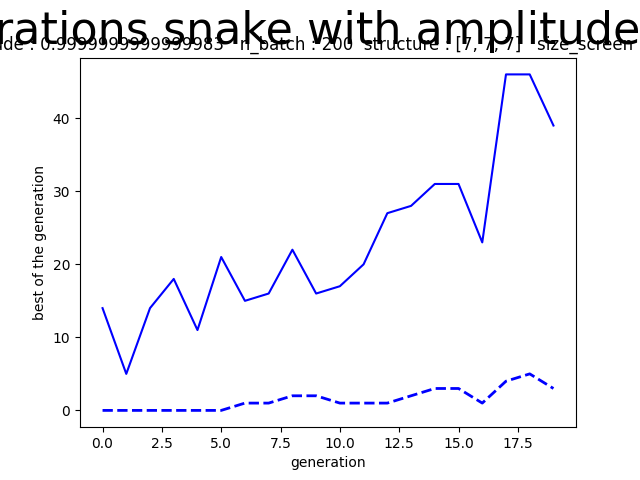 rations snake with amplitude
de : 0.9999999999999983   n_batch : 200  structure : [7, 7, 7]   size_screen
best of the generation
40
30
20
10
0
0.0 2.5 5.0 7.5 10.0 12.5 15.0 17.5
generation